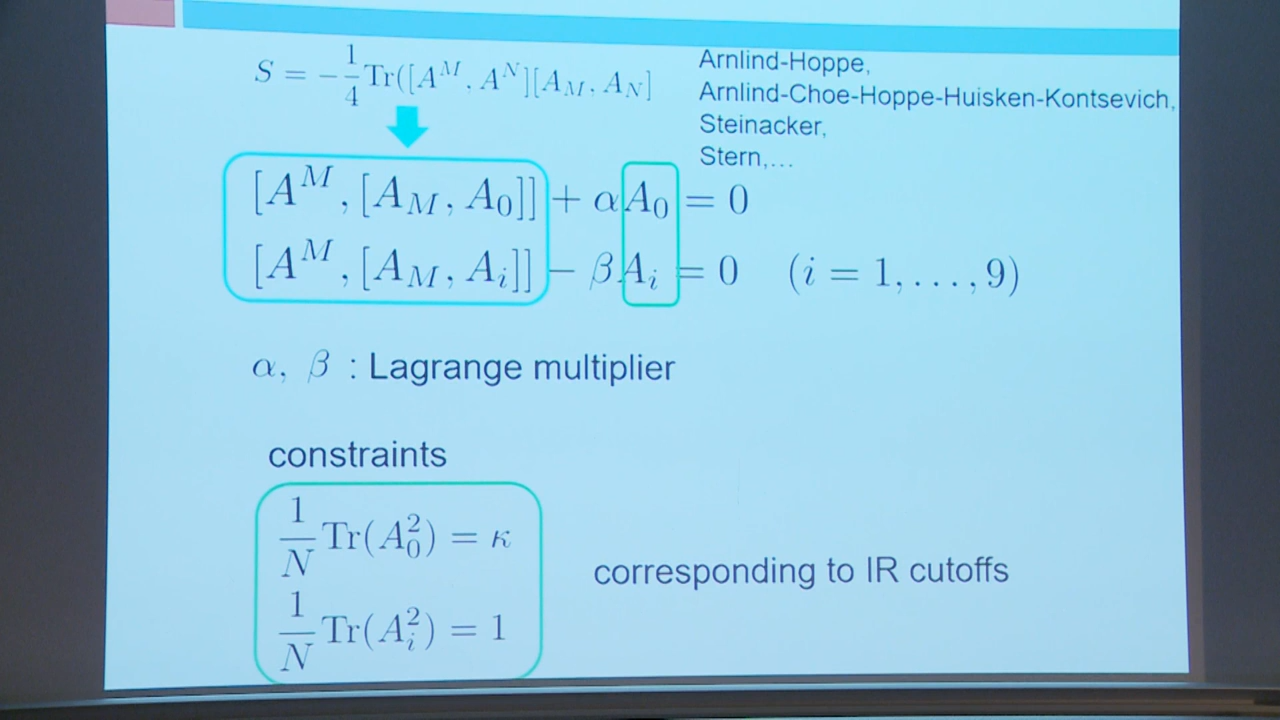 S = −1/4 Tr([A^M, A^N][A_M, A_N]
Arnlind-Hoppe,
Arnlind-Choe-Hoppe-Huisken-Kontsevich,
Steinacker,
Stern,...
[A^M, [A_M, A_0]] + αA_0 = 0
[A^M, [A_M, A_i]] − βA_i = 0 (i = 1, ..., 9)
α, β : Lagrange multiplier
constraints
1/N Tr(A_0^2) = κ
corresponding to IR cutoffs
1/N Tr(A_i^2) = 1